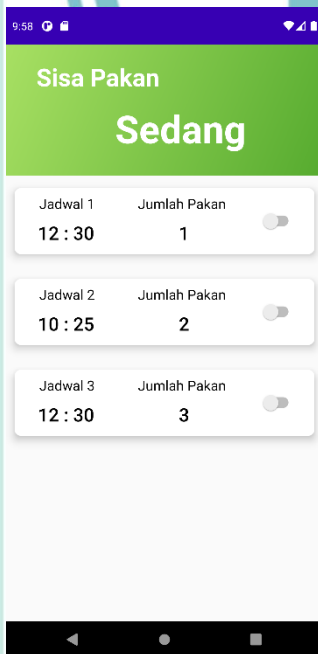 9:58
Sisa Pakan
Sedang
Jadwal 1 Jumlah Pakan
12 : 30 1
Jadwal 2 Jumlah Pakan
10 : 25 2
Jadwal 3 Jumlah Pakan
12 : 30 3